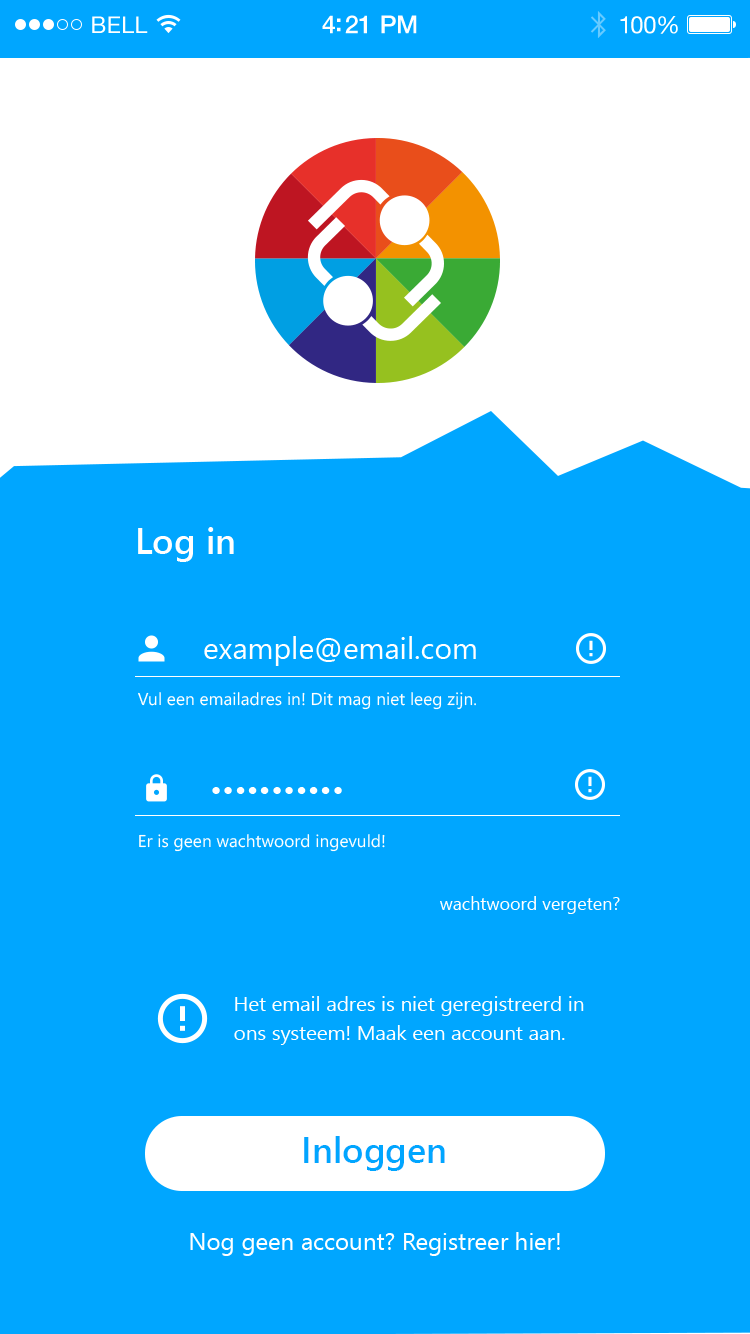 BELL 4:21 PM 100%
Log in
example@email.com
Vul een emailadres in! Dit mag niet leeg zijn.
•••••••••••
Er is geen wachtwoord ingevuld!
wachtwoord vergeten?
Het email adres is niet geregistreerd in
ons systeem! Maak een account aan.
Inloggen
Nog geen account? Registreer hier!